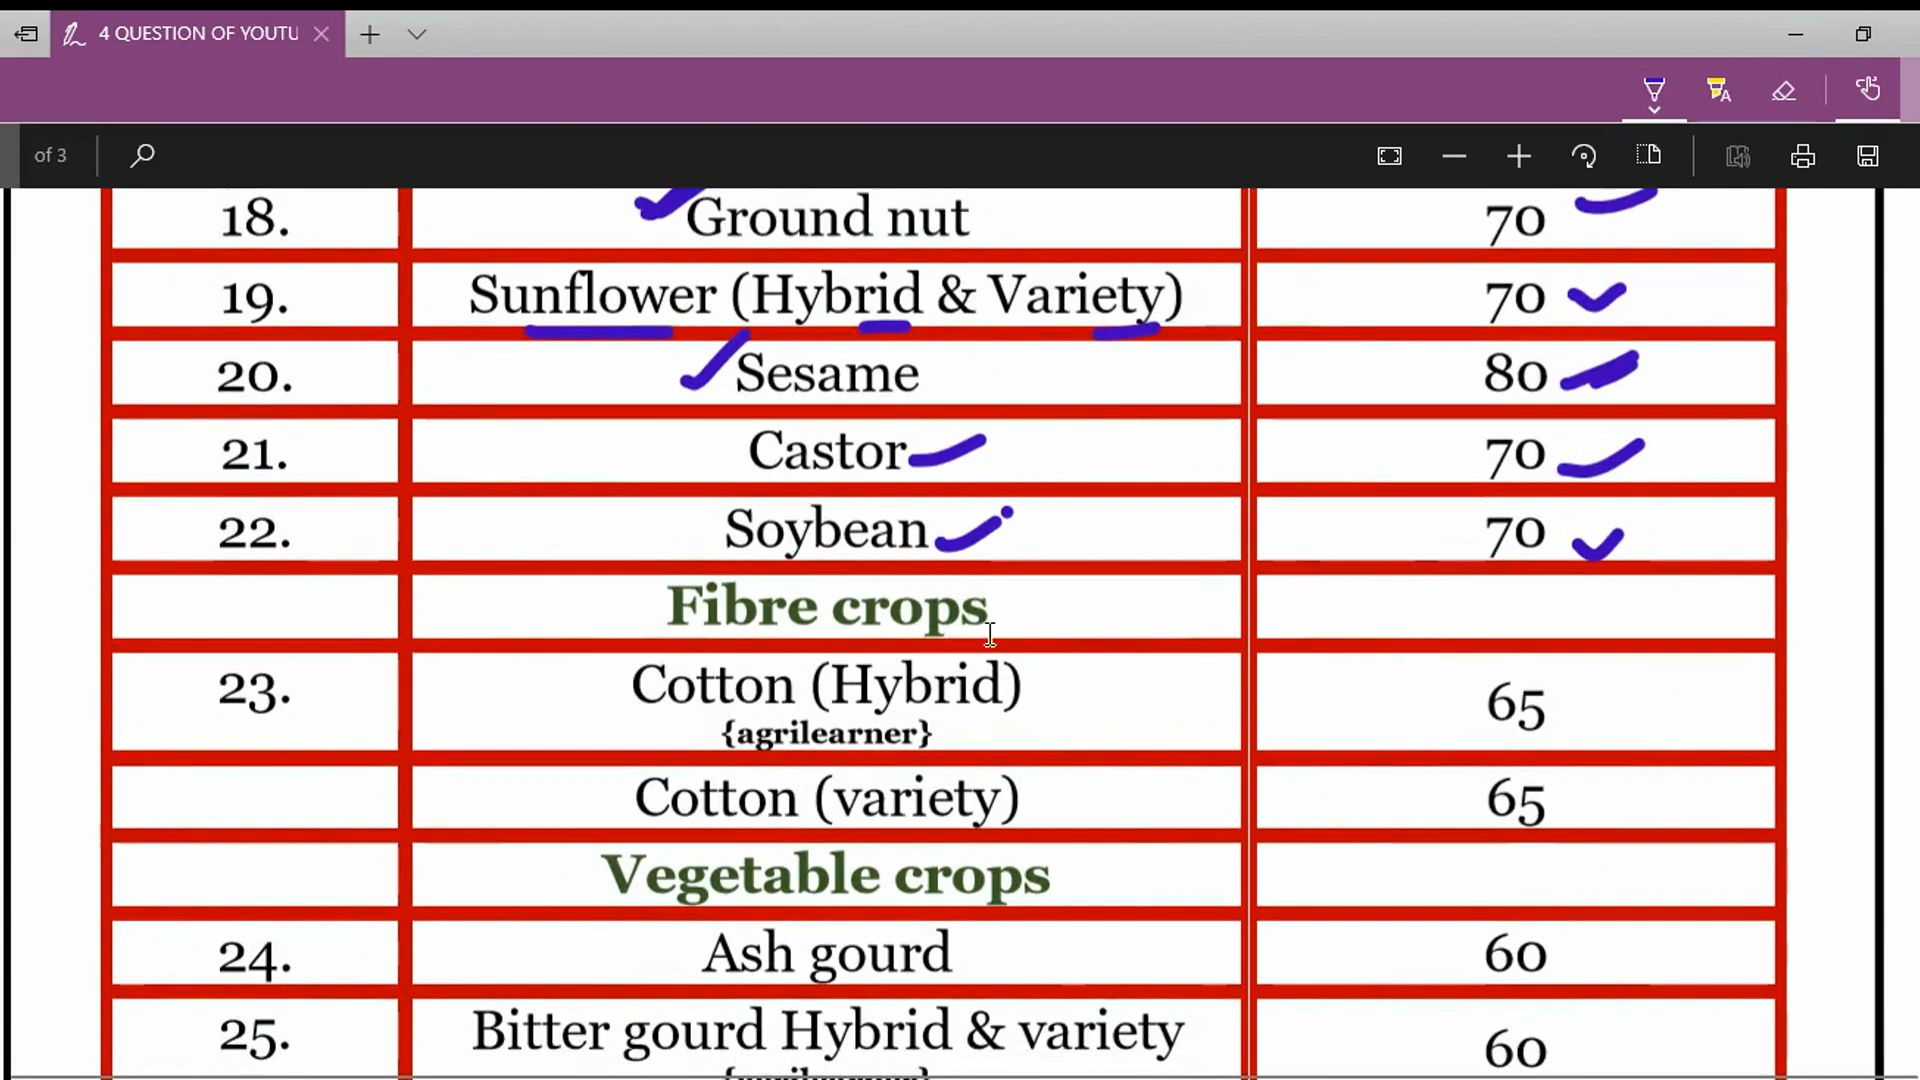 4 QUESTION OF YOUTU
of 3
18. Ground nut 70
19. Sunflower (Hybrid & Variety) 70
20. Sesame 80
21. Castor 70
22. Soybean 70
Fibre crops
23. Cotton (Hybrid) 65
{agrilearner}
Cotton (variety) 65
Vegetable crops
24. Ash gourd 60
25. Bitter gourd Hybrid & variety 60